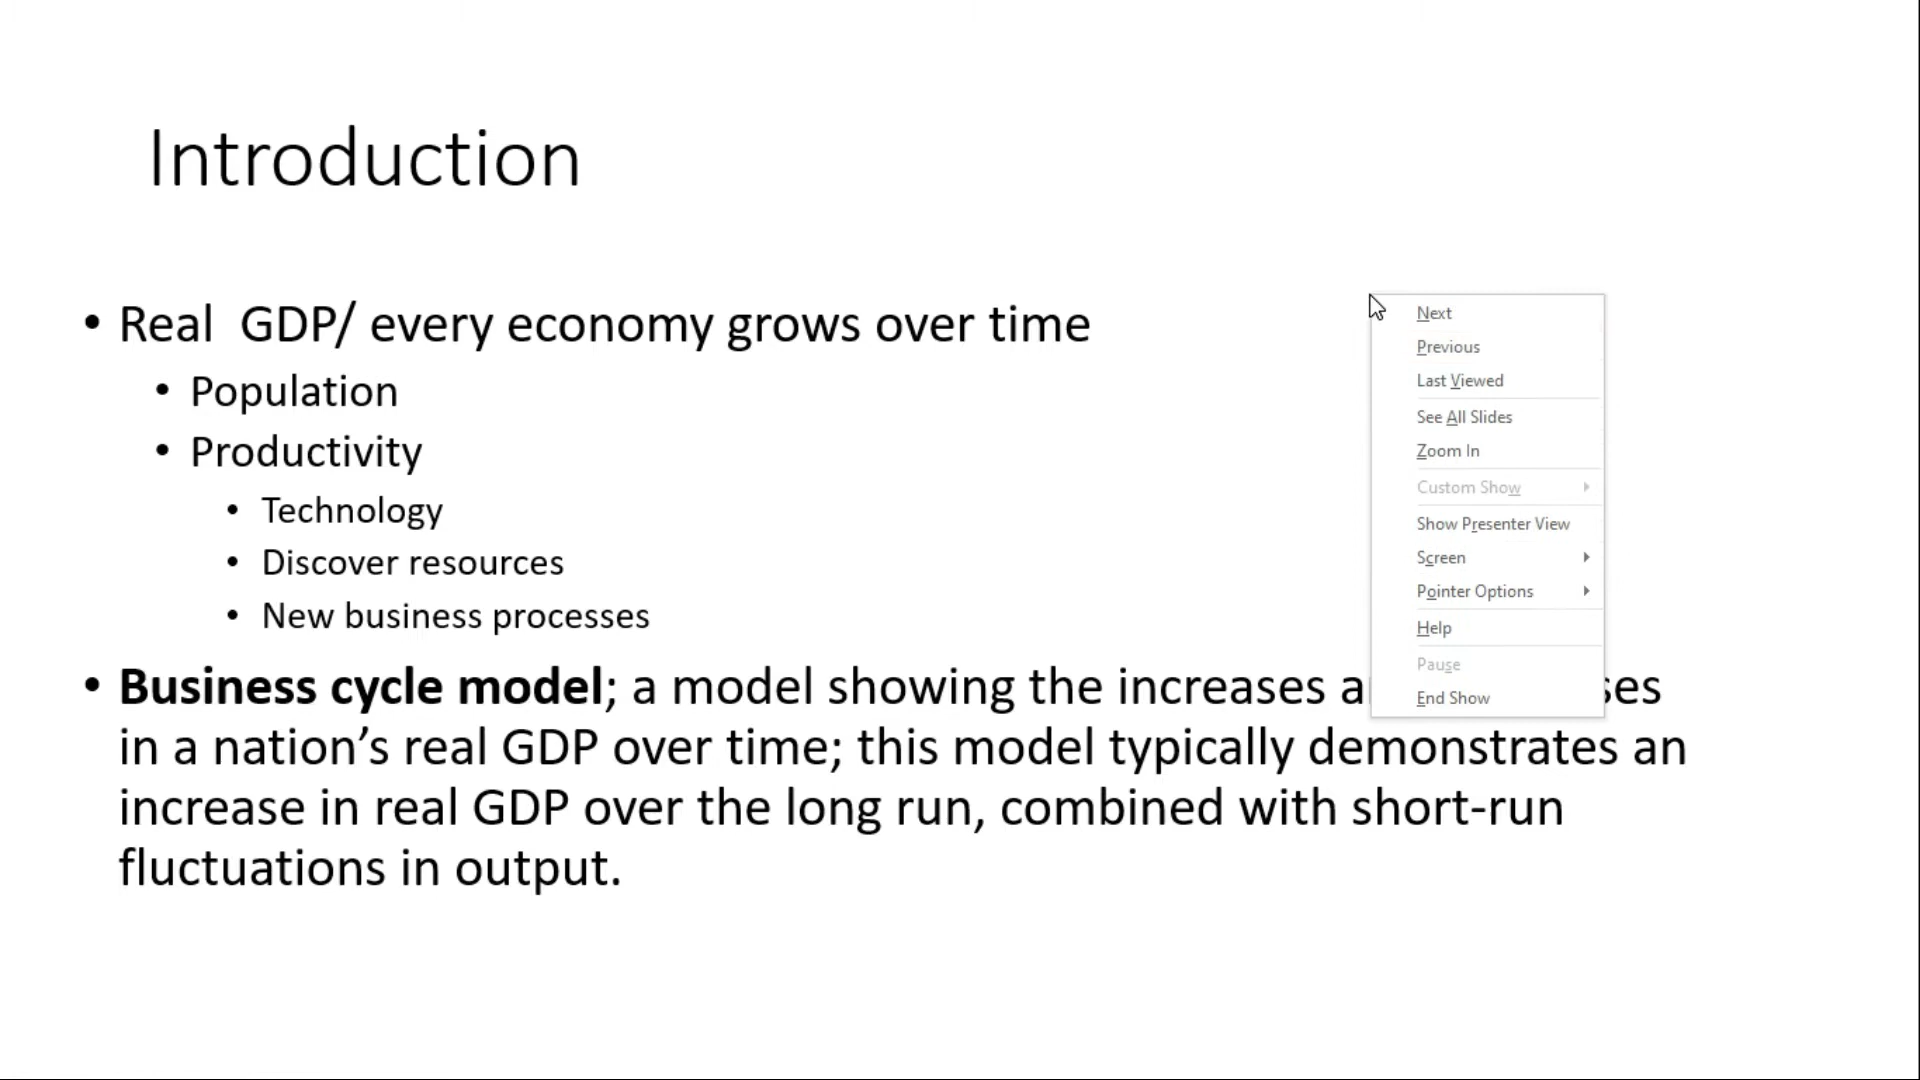 Introduction
• Real  GDP/ every economy grows over time
• Population
• Productivity
• Technology
• Discover resources
• New business processes
• Business cycle model; a model showing the increases
in a nation’s real GDP over time; this model typically demonstrates an
increase in real GDP over the long run, combined with short-run
fluctuations in output.
Next
Previous
Last Viewed
See All Slides
Zoom In
Custom Show
Show Presenter View
Screen
Pointer Options
Help
Pause
End Show